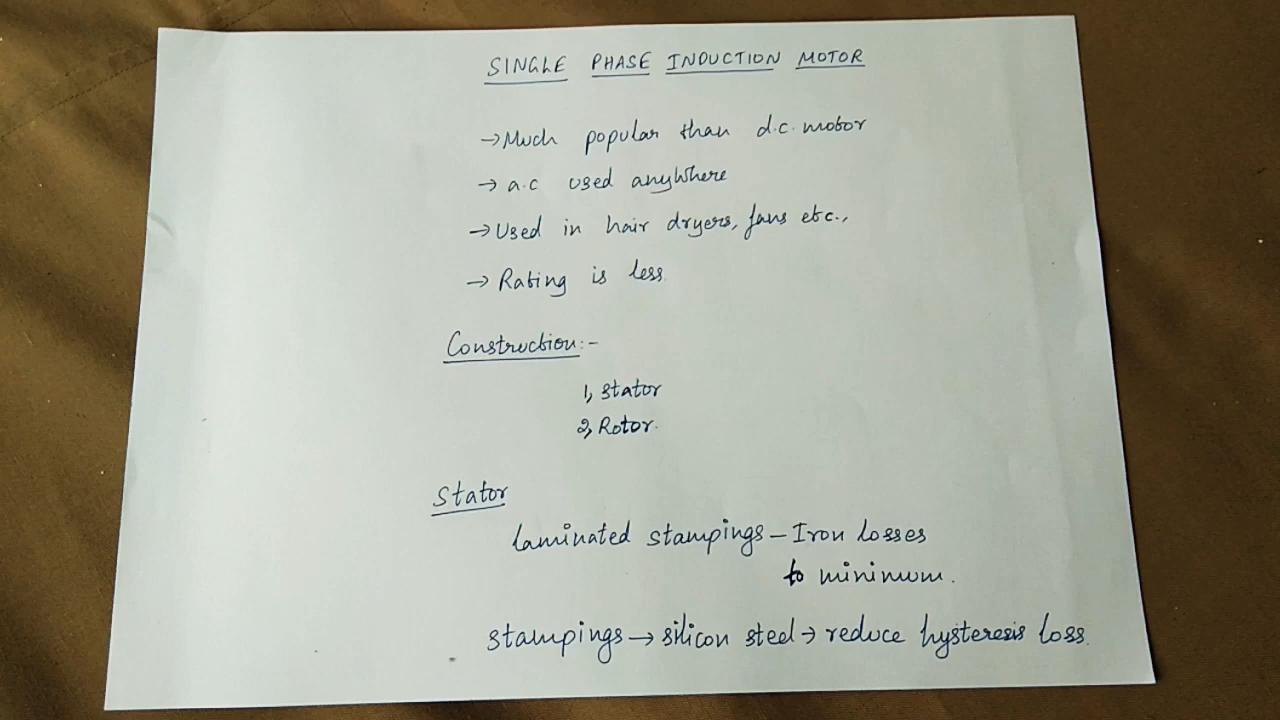 SINGLE PHASE INDUCTION MOTOR
→ Much popular than d.c. motor
→ a.c used anywhere
→ Used in hair dryers, fans etc.,
→ Rating is less.
Construction:-
1, Stator
2, Rotor.
Stator
laminated stampings - Iron losses
to minimum.
stampings → silicon steel → reduce hysteresis loss.